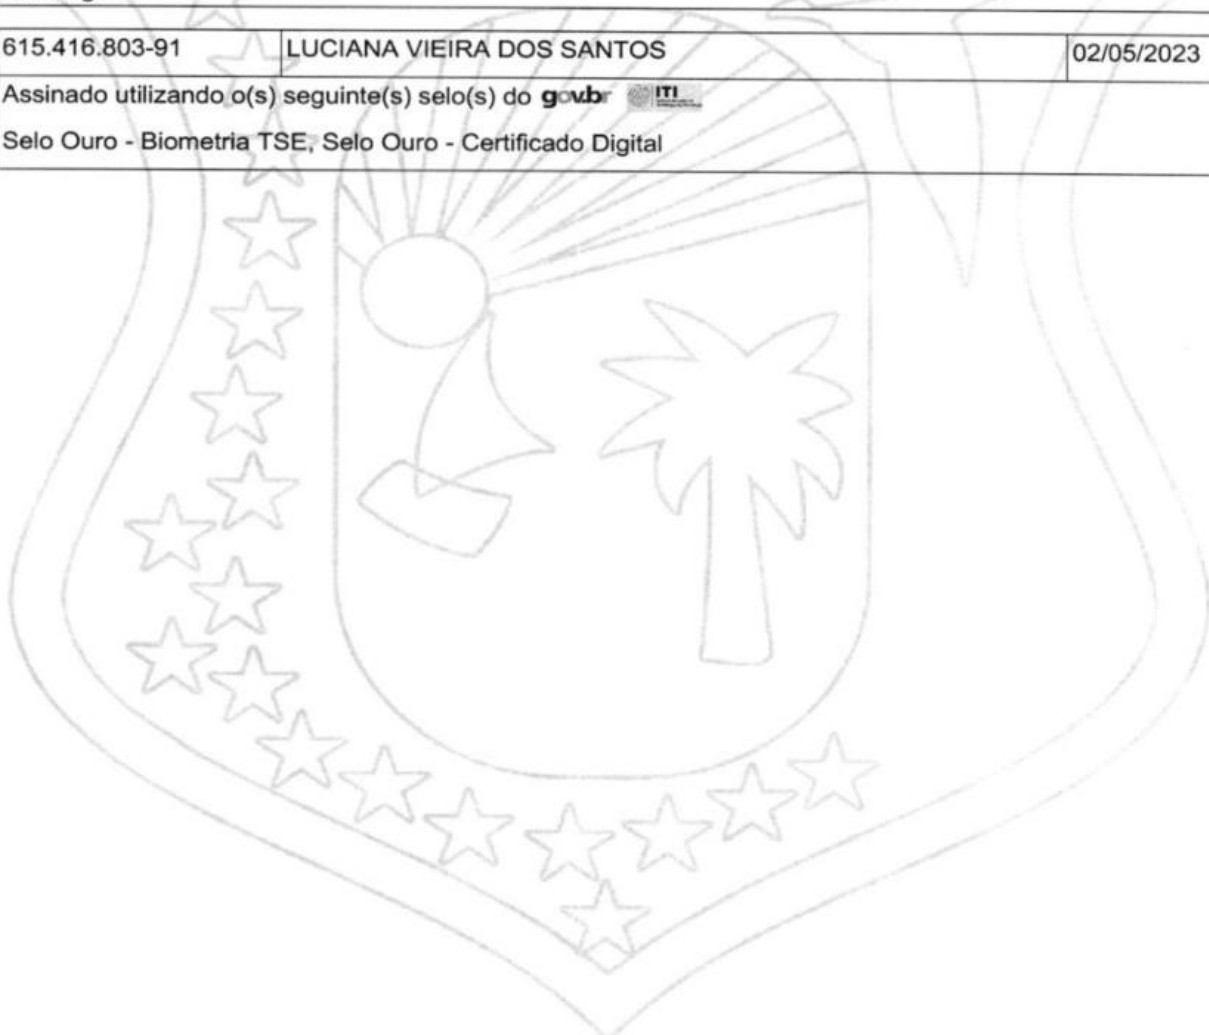 615.416.803-91 LUCIANA VIEIRA DOS SANTOS 02/05/2023
Assinado utilizando o(s) seguinte(s) selo(s) do gov.br ITI
Selo Ouro - Biometria TSE, Selo Ouro - Certificado Digital